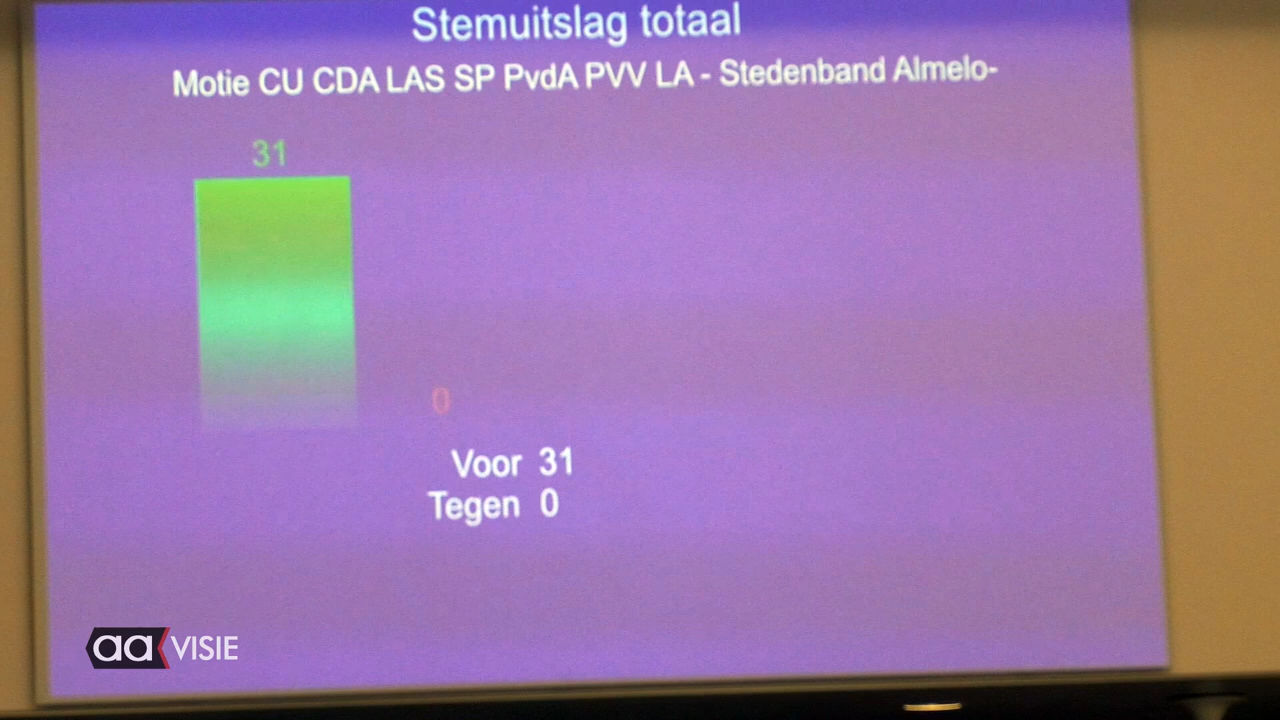 Stemuitslag totaal
Motie CU CDA LAS SP PvdA PVV LA - Stedenband Almelo-
31
0
Voor 31
Tegen 0
aa VISIE